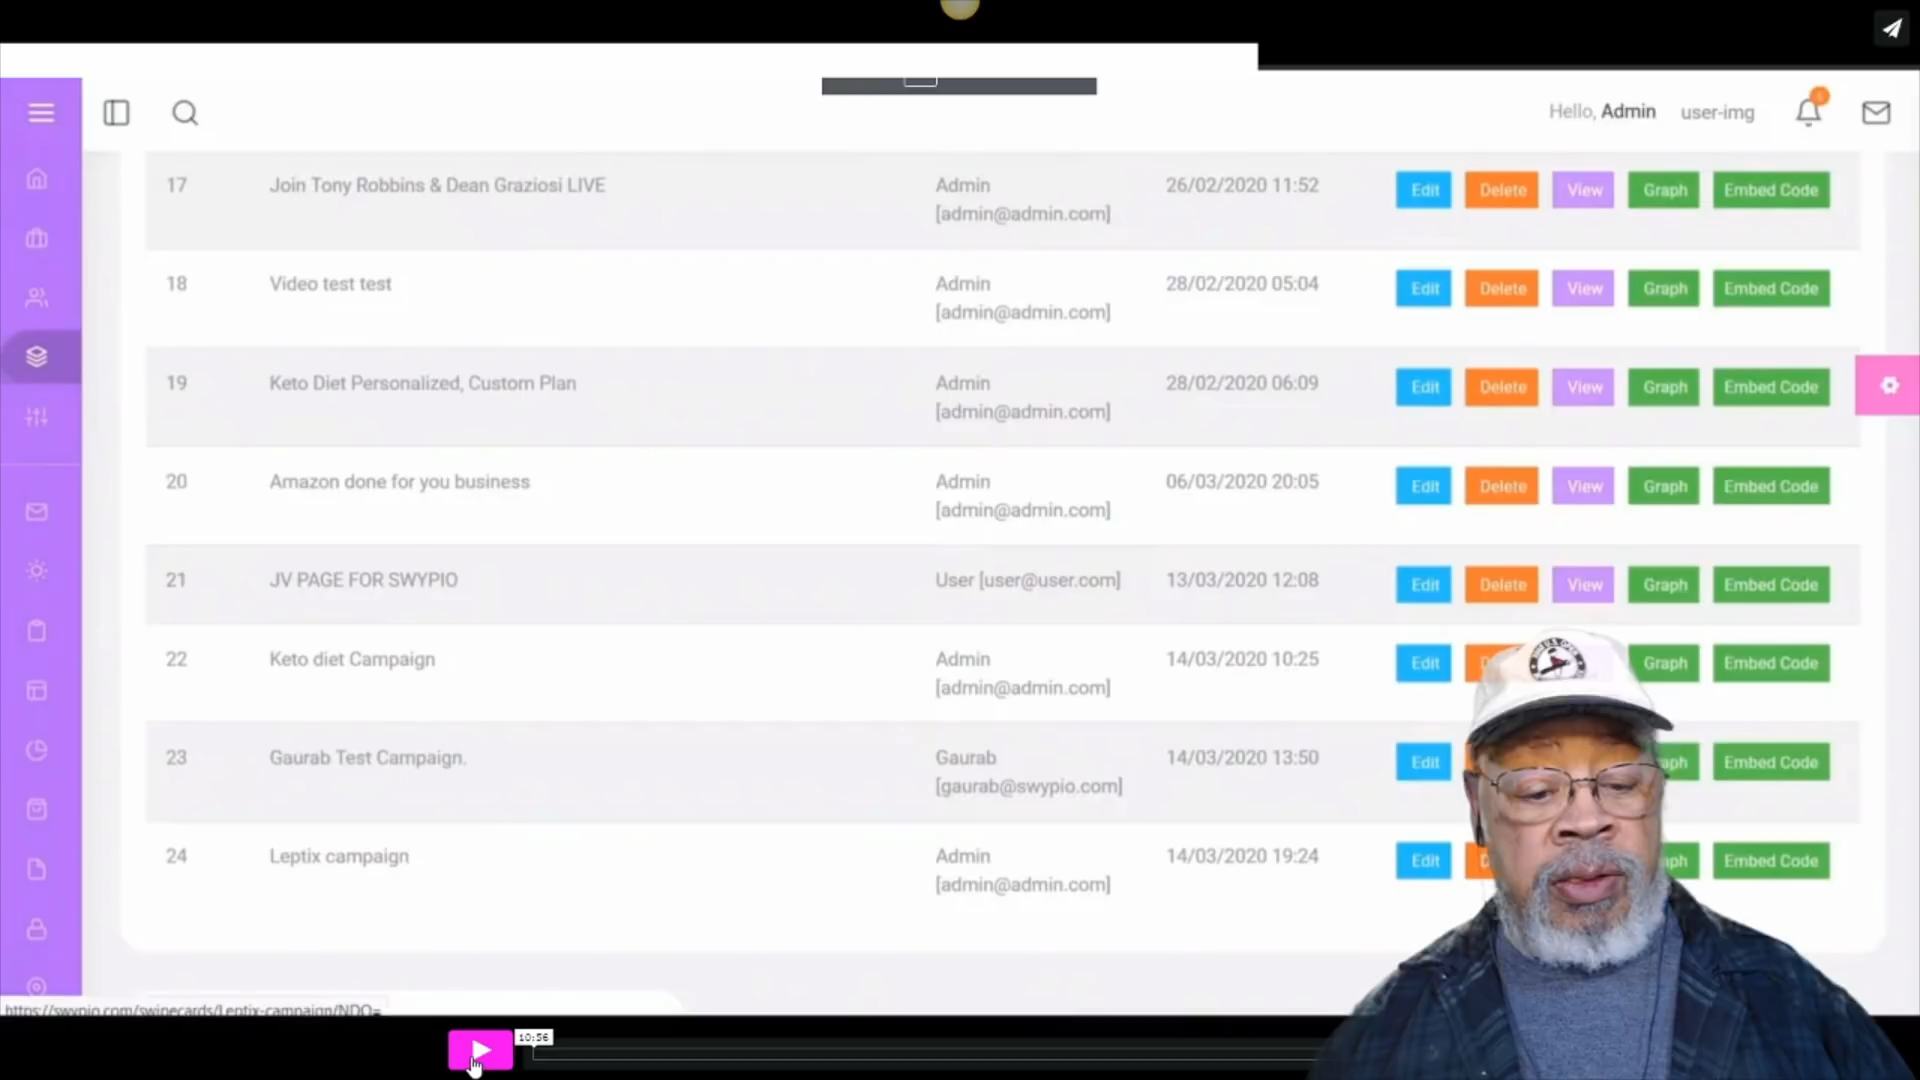 Hello, Admin user-img
17 Join Tony Robbins & Dean Graziosi LIVE Admin 26/02/2020 11:52 Edit Delete View Graph Embed Code
[admin@admin.com]
18 Video test test Admin 28/02/2020 05:04 Edit Delete View Graph Embed Code
[admin@admin.com]
19 Keto Diet Personalized, Custom Plan Admin 28/02/2020 06:09 Edit Delete View Graph Embed Code
[admin@admin.com]
20 Amazon done for you business Admin 06/03/2020 20:05 Edit Delete View Graph Embed Code
[admin@admin.com]
21 JV PAGE FOR SWYPIO User [user@user.com] 13/03/2020 12:08 Edit Delete View Graph Embed Code
22 Keto diet Campaign Admin 14/03/2020 10:25 Edit Graph Embed Code
[admin@admin.com]
23 Gaurab Test Campaign. Gaurab 14/03/2020 13:50 Edit Embed Code
[gaurab@swypio.com]
24 Leptix campaign Admin 14/03/2020 19:24 Edit Embed Code
[admin@admin.com]
https://swypio.com/swipecards/Leptix-campaign/NDQ=
10:56